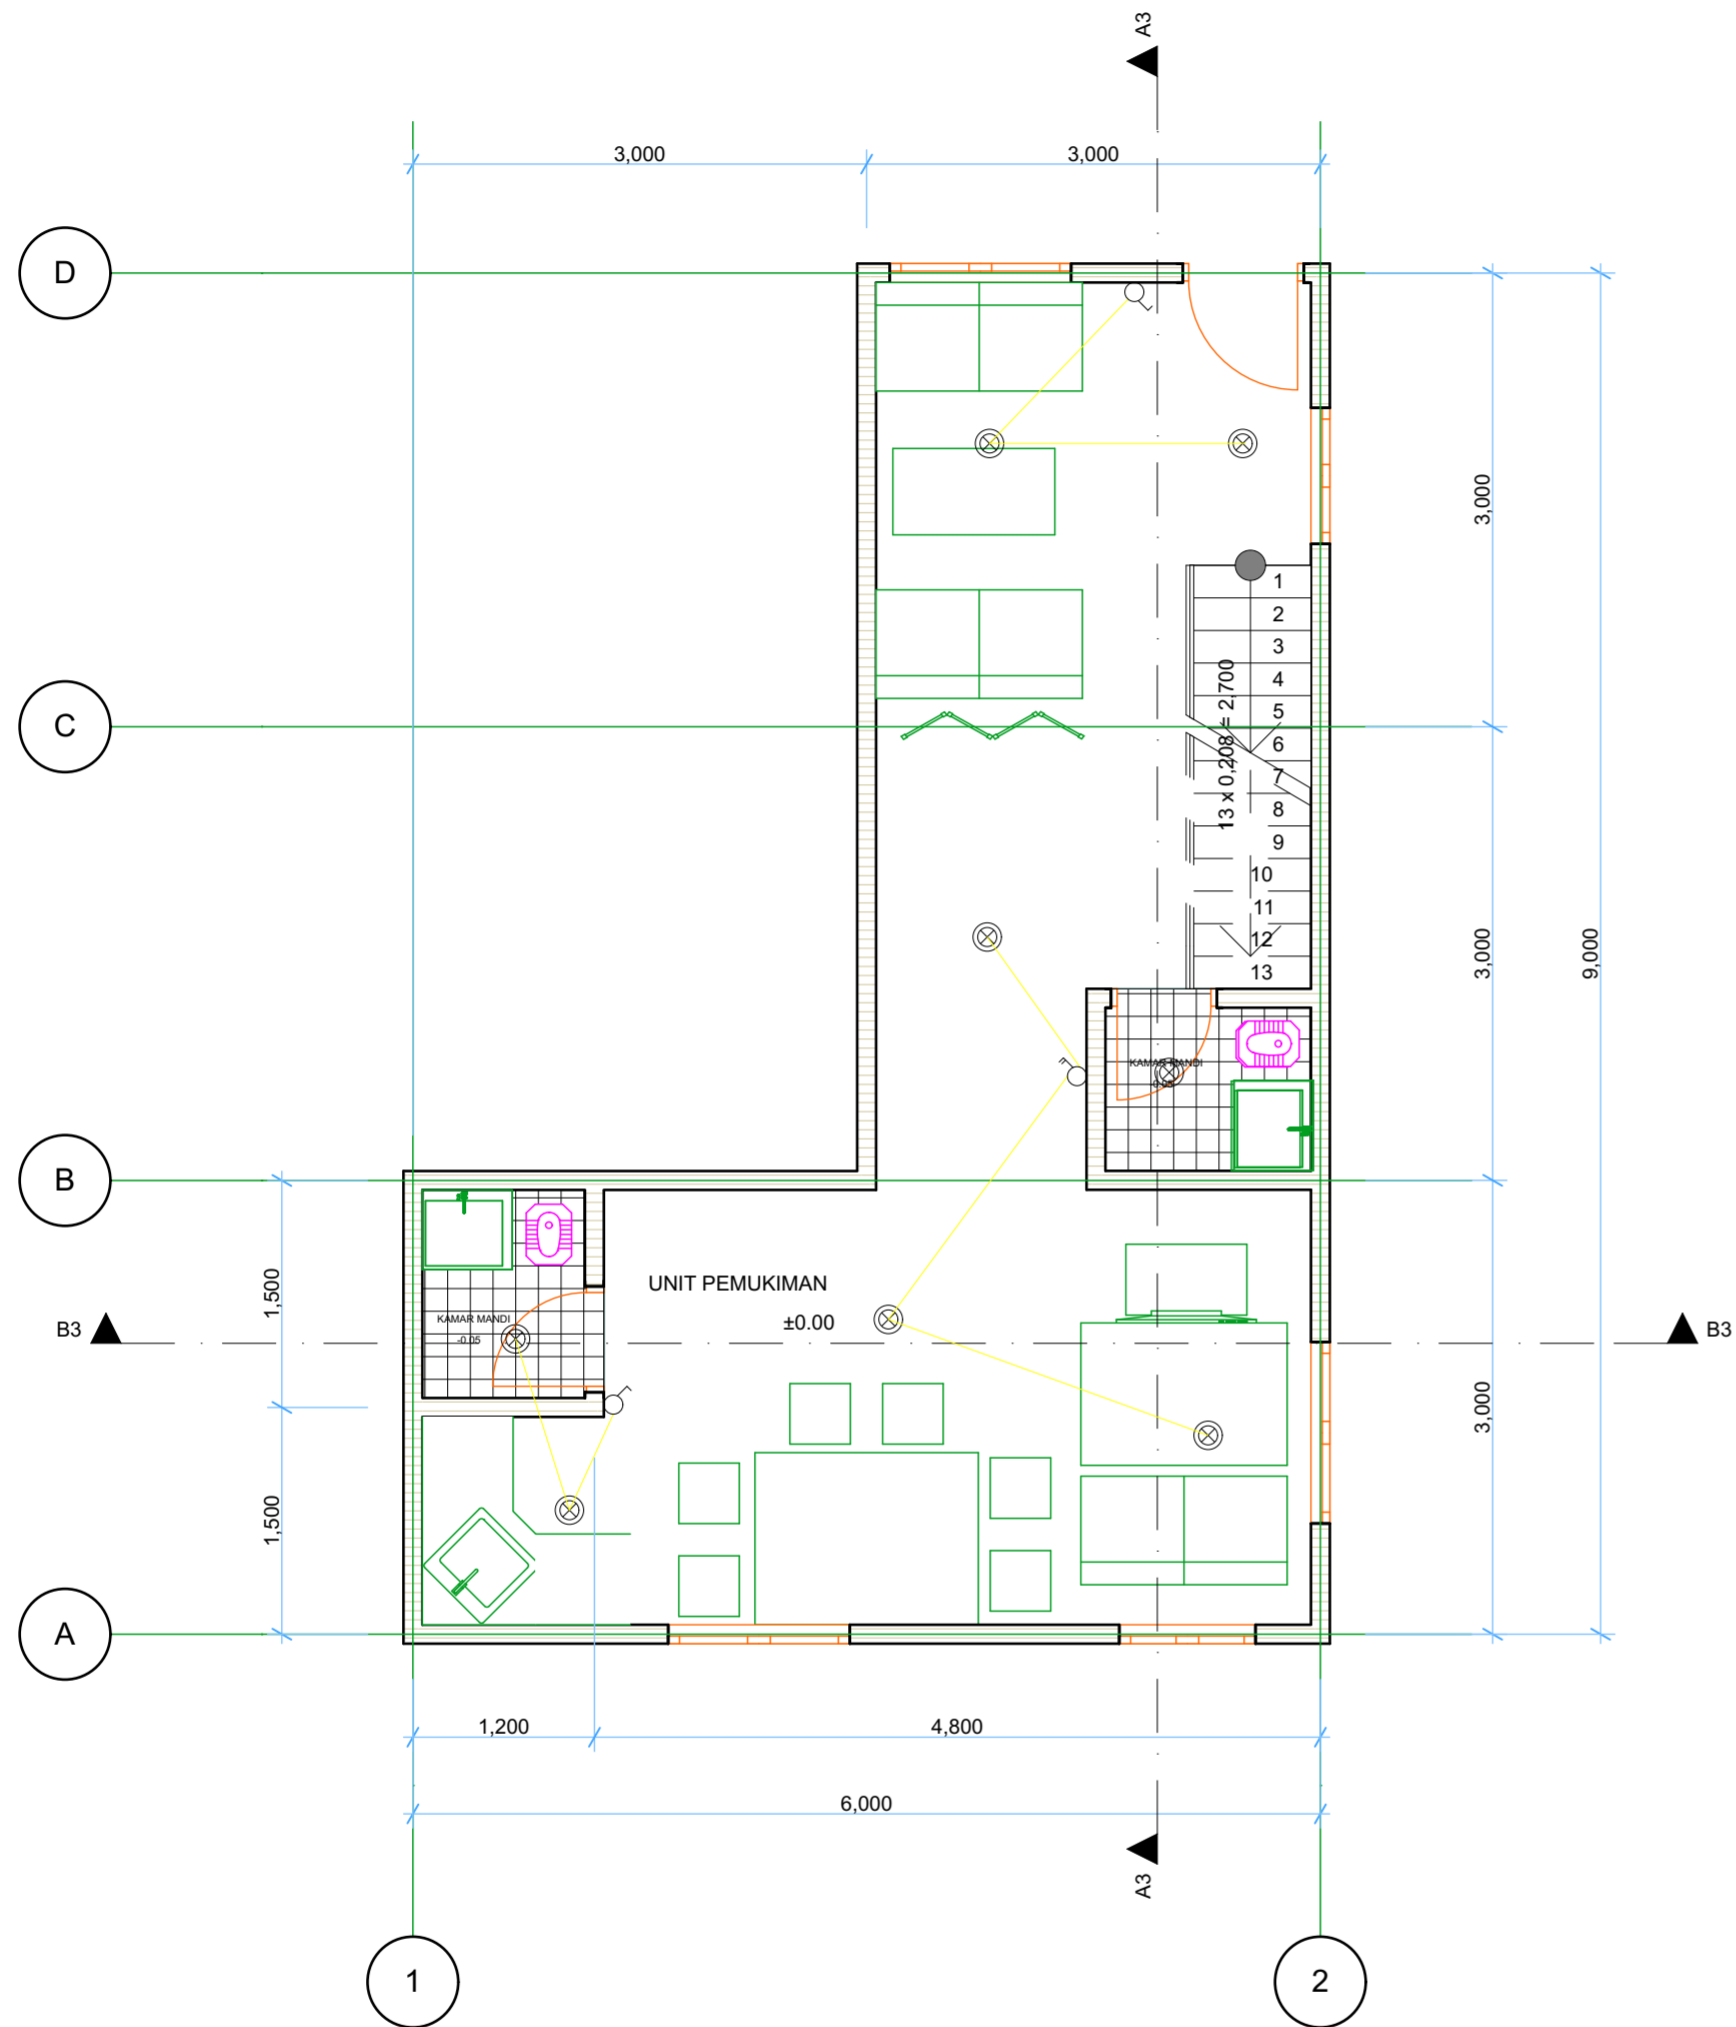 A3
3,000
3,000
D
3,000
1
2
3
4
5
6
7
8
9
10
11
12
13
13 x 0,208 = 2,700
C
3,000
9,000
KAMAR MANDI
-0.05
B
1,500
UNIT PEMUKIMAN
±0.00
KAMAR MANDI
-0.05
B3
B3
3,000
1,500
A
1,200
4,800
6,000
A3
1
2